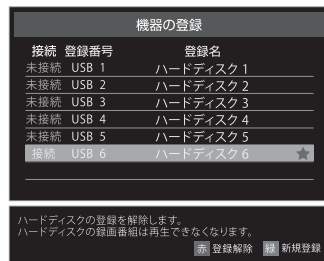 機器の登録
接続 登録番号 登録名
未接続 USB 1 ハードディスク 1
未接続 USB 2 ハードディスク 2
未接続 USB 3 ハードディスク 3
未接続 USB 4 ハードディスク 4
未接続 USB 5 ハードディスク 5
接続 USB 6 ハードディスク 6 ★
ハードディスクの登録を解除します。
ハードディスクの録画番組は再生できなくなります。
赤 登録解除 緑 新規登録